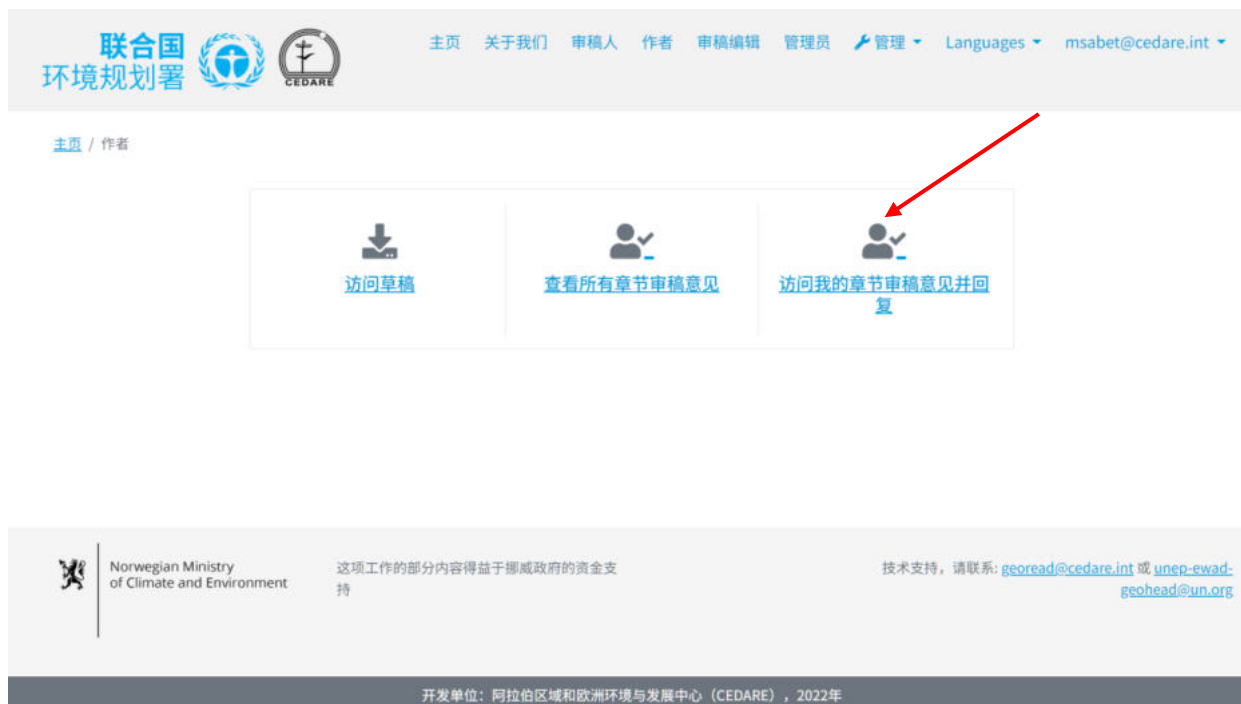 联合国
环境规划署
CEDARE
主页 关于我们 审稿人 作者 审稿编辑 管理员 管理 Languages msabet@cedare.int
主页 / 作者
访问草稿
查看所有章节审稿意见
访问我的章节审稿意见并回
复
Norwegian Ministry
of Climate and Environment
这项工作的部分内容得益于挪威政府的资金支
持
技术支持，请联系: georead@cedare.int 或 unep-ewad-
geohead@un.org
开发单位：阿拉伯区域和欧洲环境与发展中心（CEDARE），2022年